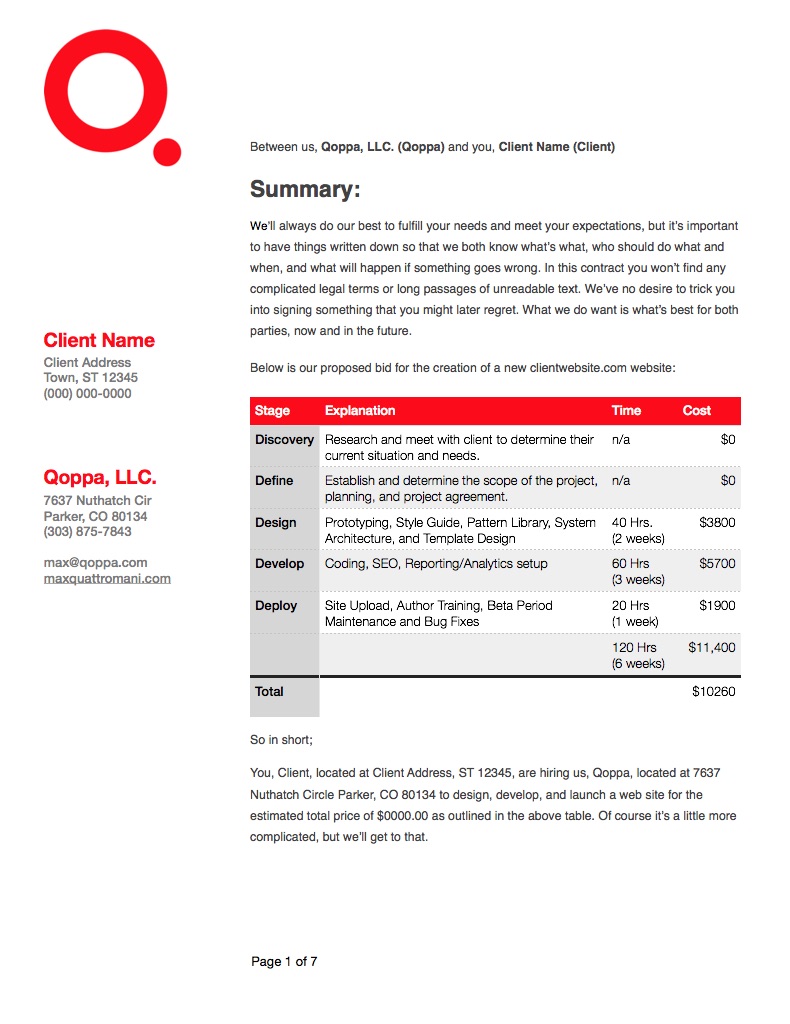 Between us, Qoppa, LLC. (Qoppa) and you, Client Name (Client)
Summary:
We'll always do our best to fulfill your needs and meet your expectations, but it's important
to have things written down so that we both know what's what, who should do what and
when, and what will happen if something goes wrong. In this contract you won't find any
complicated legal terms or long passages of unreadable text. We've no desire to trick you
into signing something that you might later regret. What we do want is what's best for both
parties, now and in the future.
Client Name
Client Address
Town, ST 12345
(000) 000-0000
Qoppa, LLC.
7637 Nuthatch Cir
Parker, CO 80134
(303) 875-7843
max@qoppa.com
maxquattromani.com
Below is our proposed bid for the creation of a new clientwebsite.com website:
Stage Explanation Time Cost
Discovery Research and meet with client to determine their n/a $0
current situation and needs.
Define Establish and determine the scope of the project, n/a $0
planning, and project agreement.
Design Prototyping, Style Guide, Pattern Library, System 40 Hrs. $3800
Architecture, and Template Design (2 weeks)
Develop Coding, SEO, Reporting/Analytics setup 60 Hrs $5700
(3 weeks)
Deploy Site Upload, Author Training, Beta Period 20 Hrs $1900
Maintenance and Bug Fixes (1 week)
120 Hrs $11,400
(6 weeks)
Total $10260
So in short;
You, Client, located at Client Address, ST 12345, are hiring us, Qoppa, located at 7637
Nuthatch Circle Parker, CO 80134 to design, develop, and launch a web site for the
estimated total price of $0000.00 as outlined in the above table. Of course it's a little more
complicated, but we'll get to that.
Page 1 of 7